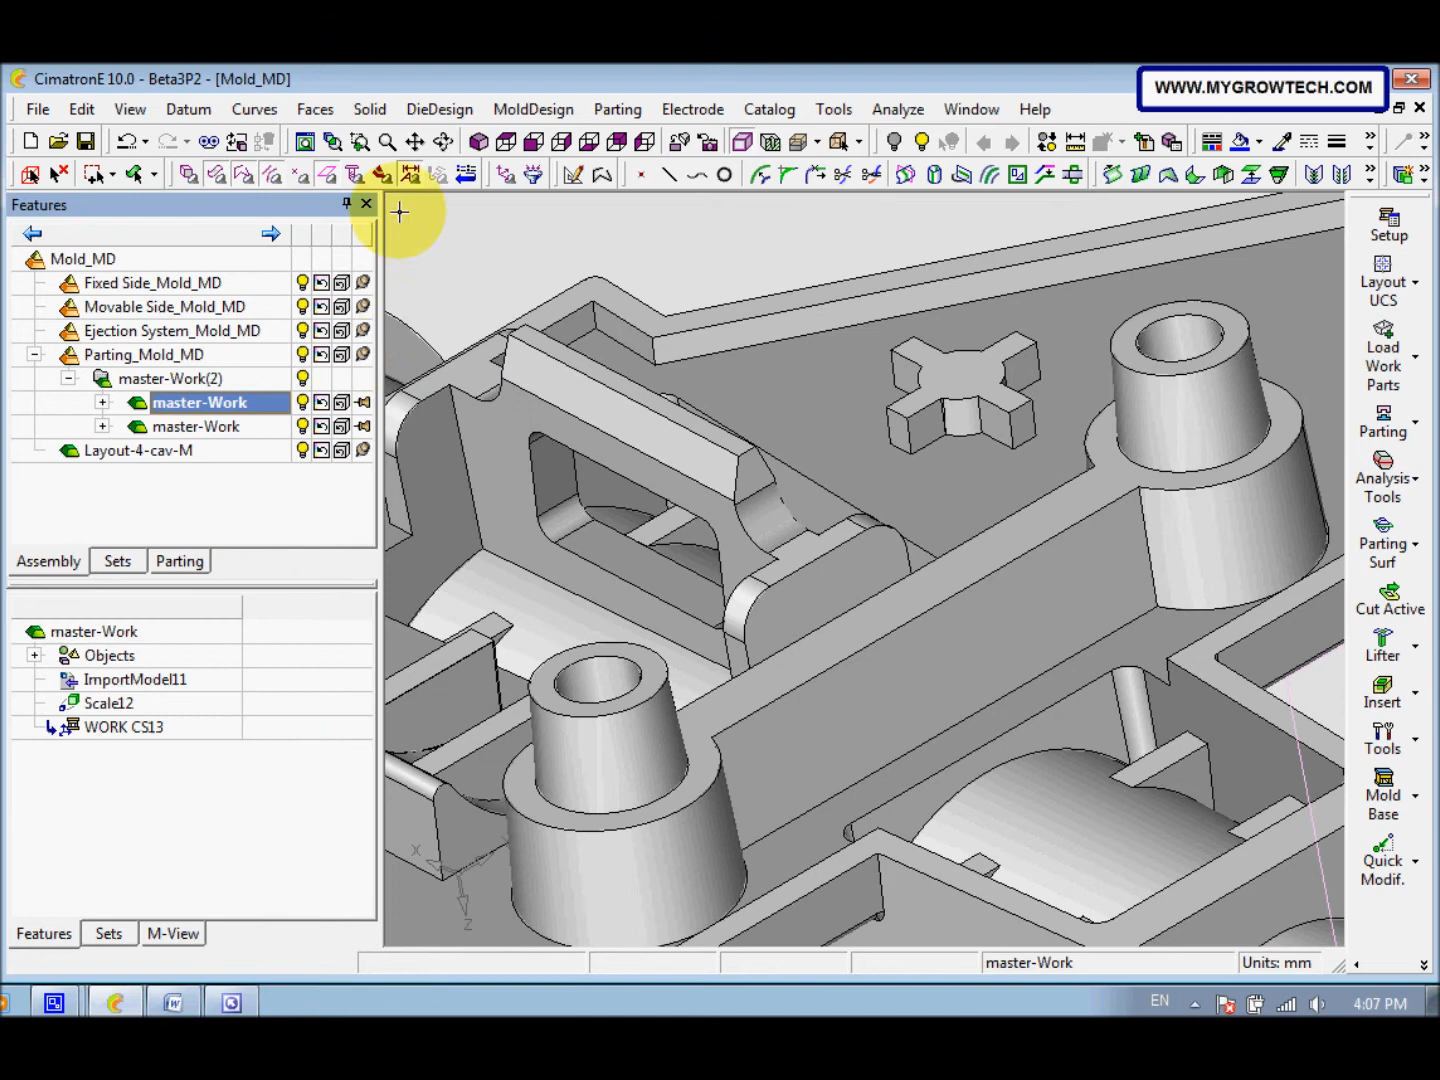 CimatronE 10.0 - Beta3P2 - [Mold_MD]
WWW.MYGROWTECH.COM
File Edit View Datum Curves Faces Solid DieDesign MoldDesign Parting Electrode Catalog Tools Analyze Window Help
Features
Mold_MD
Fixed Side_Mold_MD
Movable Side_Mold_MD
Ejection System_Mold_MD
Parting_Mold_MD
master-Work(2)
master-Work
master-Work
Layout-4-cav-M
Assembly Sets Parting
master-Work
Objects
ImportModel11
Scale12
WORK CS13
Features Sets M-View
X
Z
Setup
Layout
UCS
Load
Work
Parts
Parting
Analysis
Tools
Parting
Surf
Cut Active
Lifter
Insert
Tools
Mold
Base
Quick
Modif.
master-Work
Units: mm
EN
4:07 PM